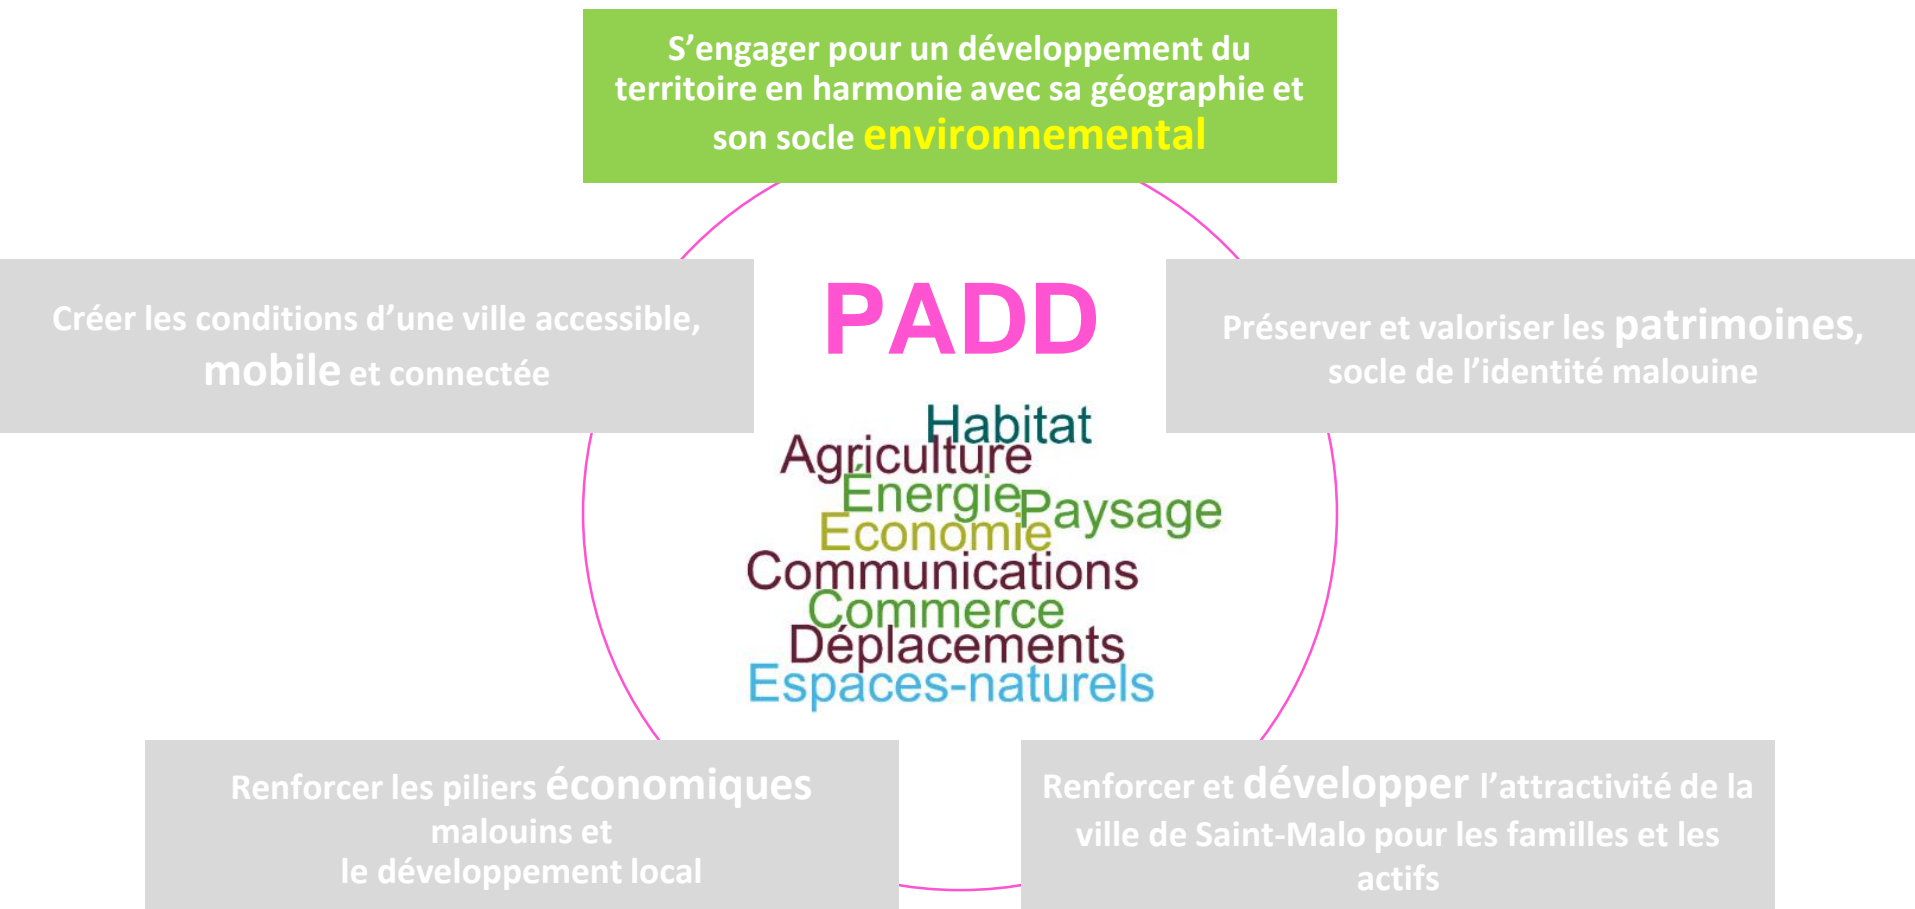 S’engager pour un développement du
territoire en harmonie avec sa géographie et
son socle environnemental
Créer les conditions d’une ville accessible,
mobile et connectée
PADD
Préserver et valoriser les patrimoines,
socle de l’identité malouine
Habitat
Agriculture
Énergie
Paysage
Economie
Communications
Commerce
Déplacements
Espaces-naturels
Renforcer les piliers économiques
malouins et
le développement local
Renforcer et développer l’attractivité de la
ville de Saint-Malo pour les familles et les
actifs